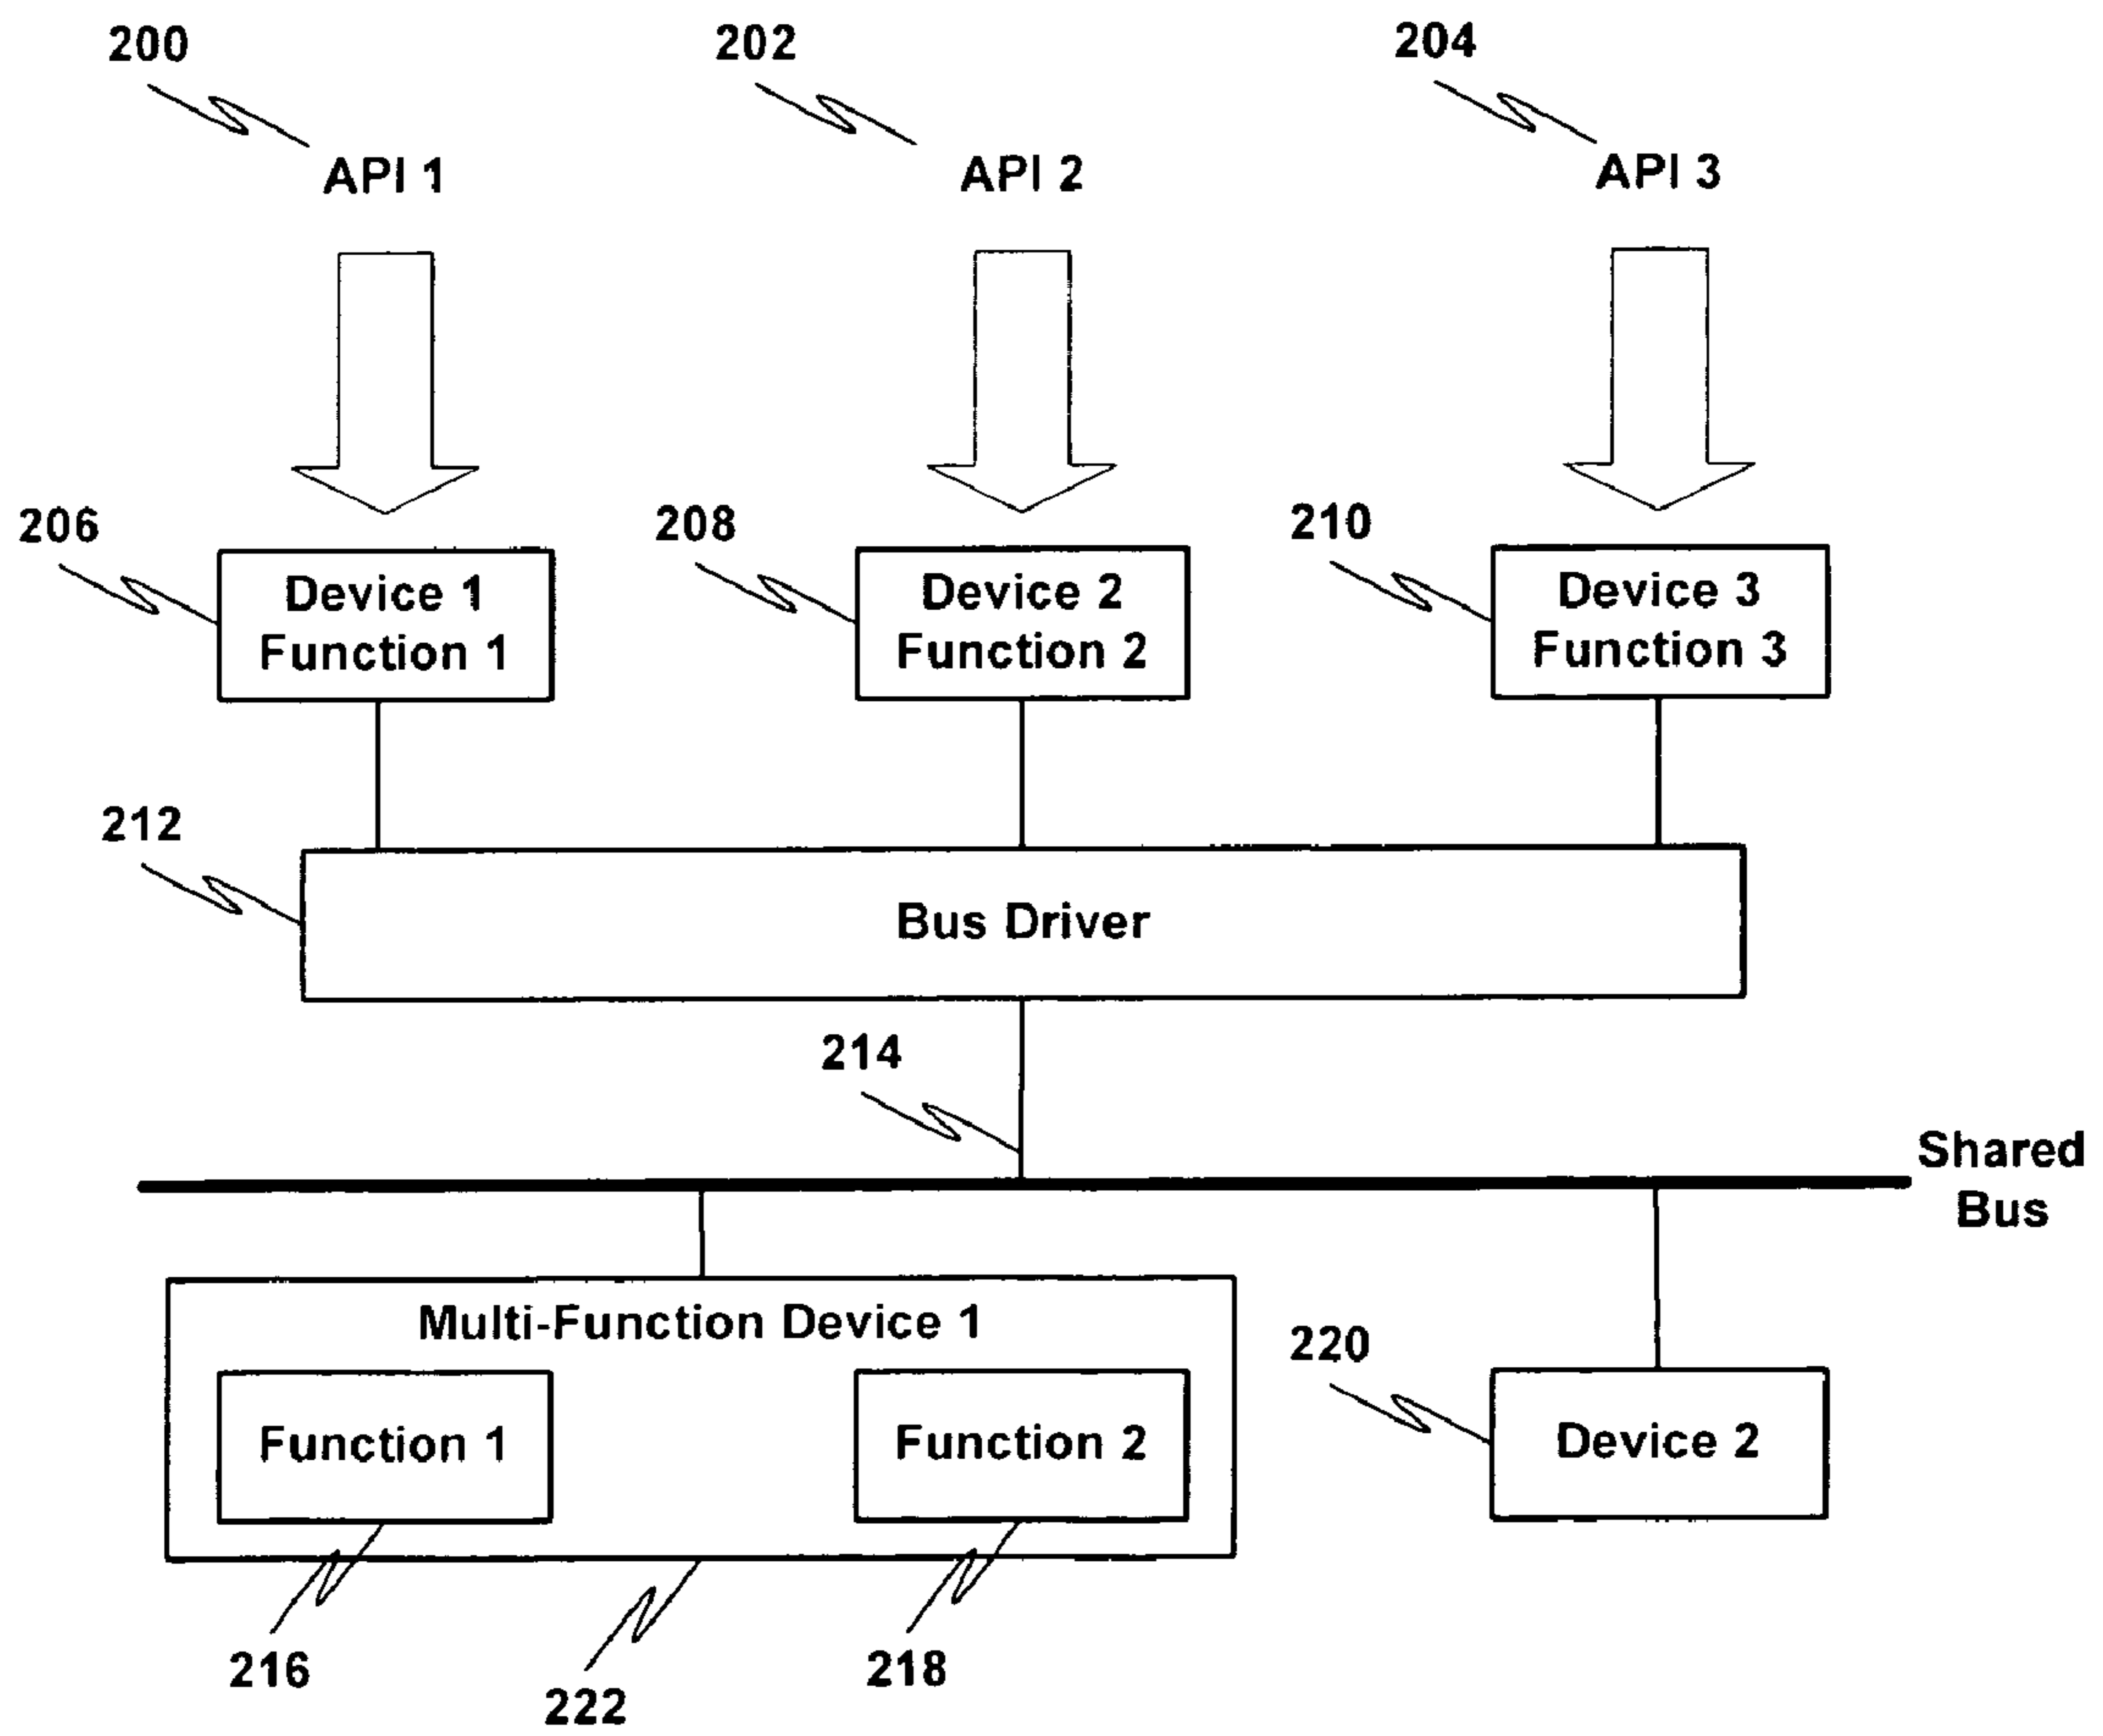 200
202
204
API 1
API 2
API 3
206
208
210
Device 1
Function 1
Device 2
Function 2
Device 3
Function 3
212
Bus Driver
214
Shared
Bus
Multi-Function Device 1
220
Function 1
Function 2
Device 2
216
218
222